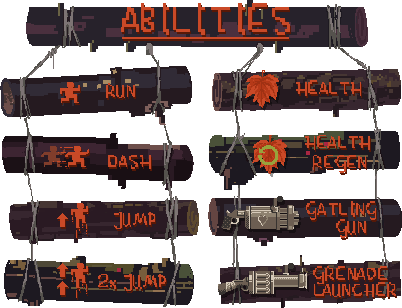 ABILITIES
RUN
DASH
JUMP
2x JUMP
HEALTH
HEALTH
REGEN
GATLING
GUN
GRENADE
LAUNCHER